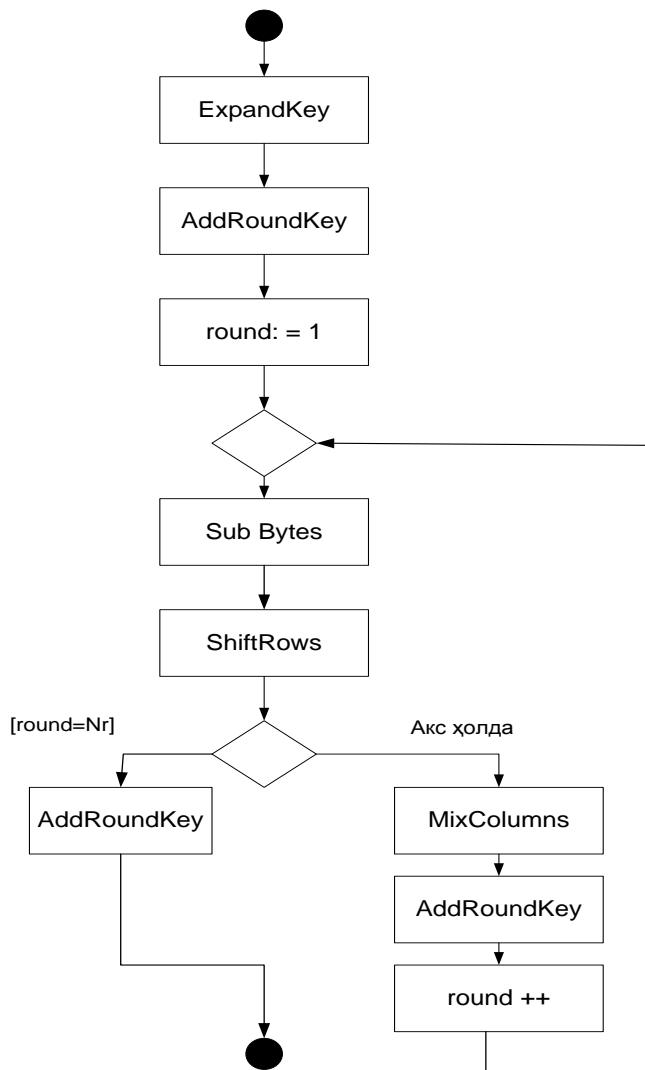 ExpandKey
AddRoundKey
round: = 1
Sub Bytes
ShiftRows
[round=Nr]
Акс ҳолда
AddRoundKey
MixColumns
AddRoundKey
round ++